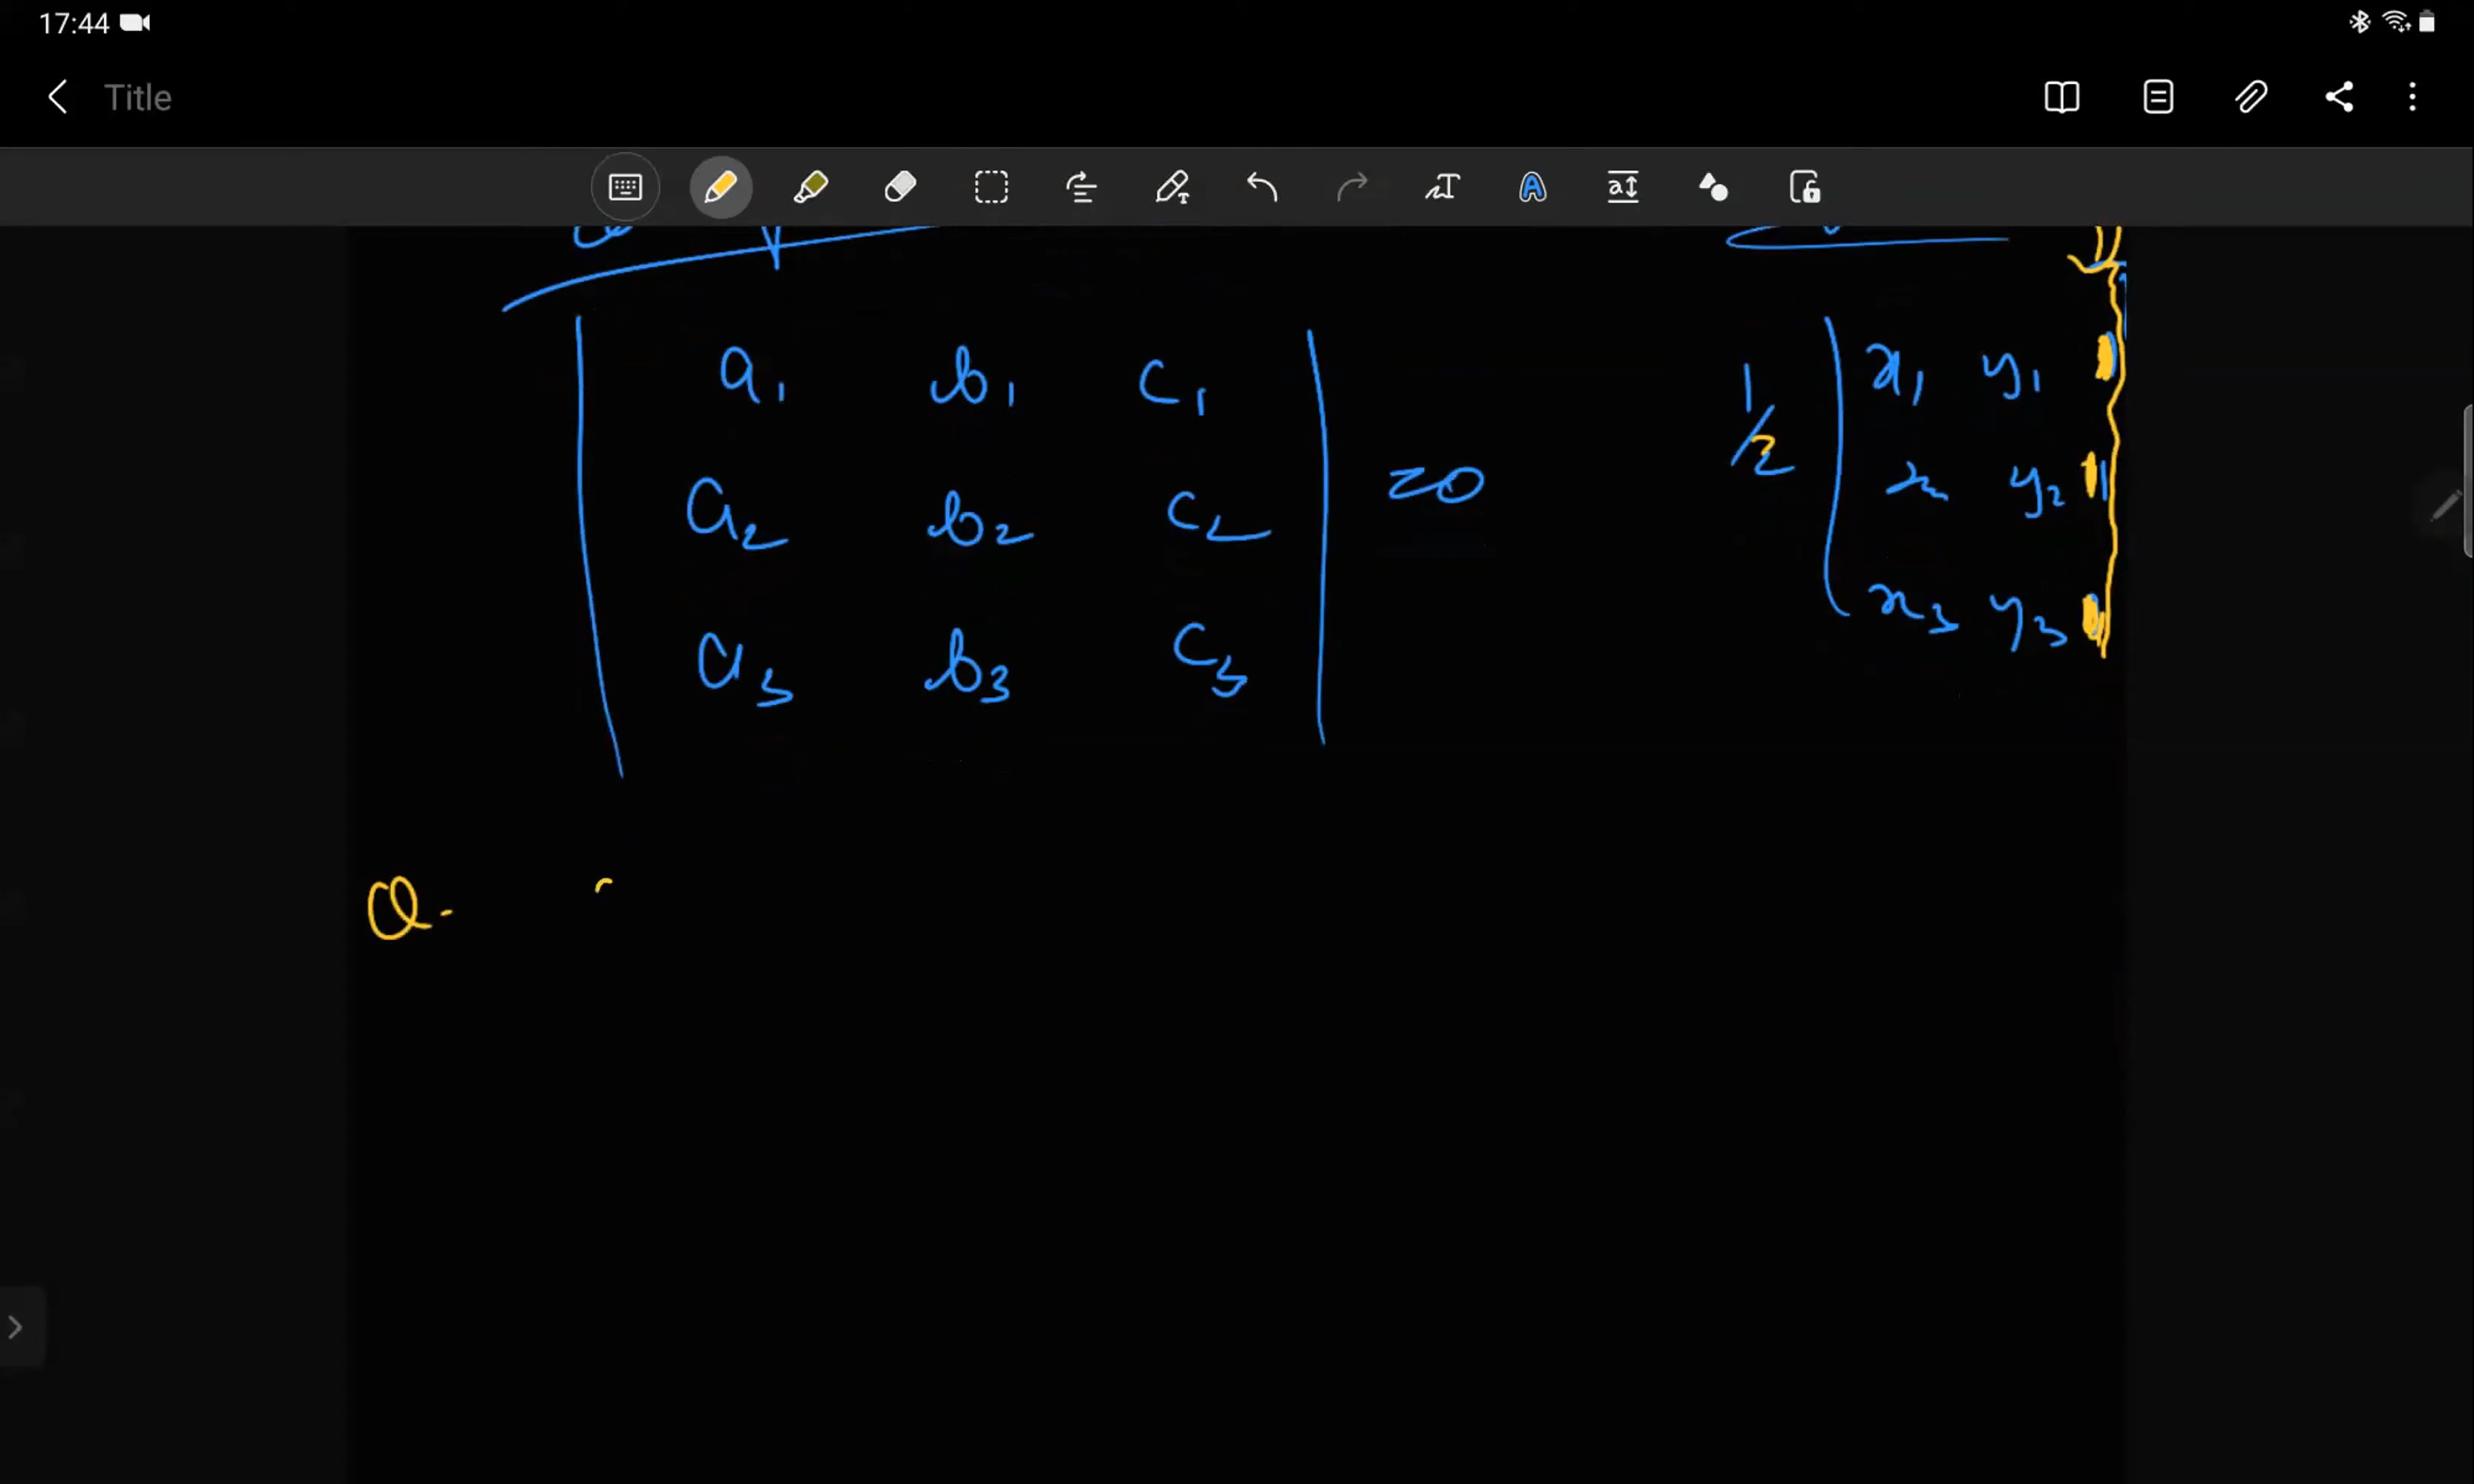 17:44
Title
a₁ b₁ c₁
a₂ b₂ c₂ =0
a₃ b₃ c₃
1/2
x₁ y₁ 1
x₂ y₂ 1
x₃ y₃ 1
Q.